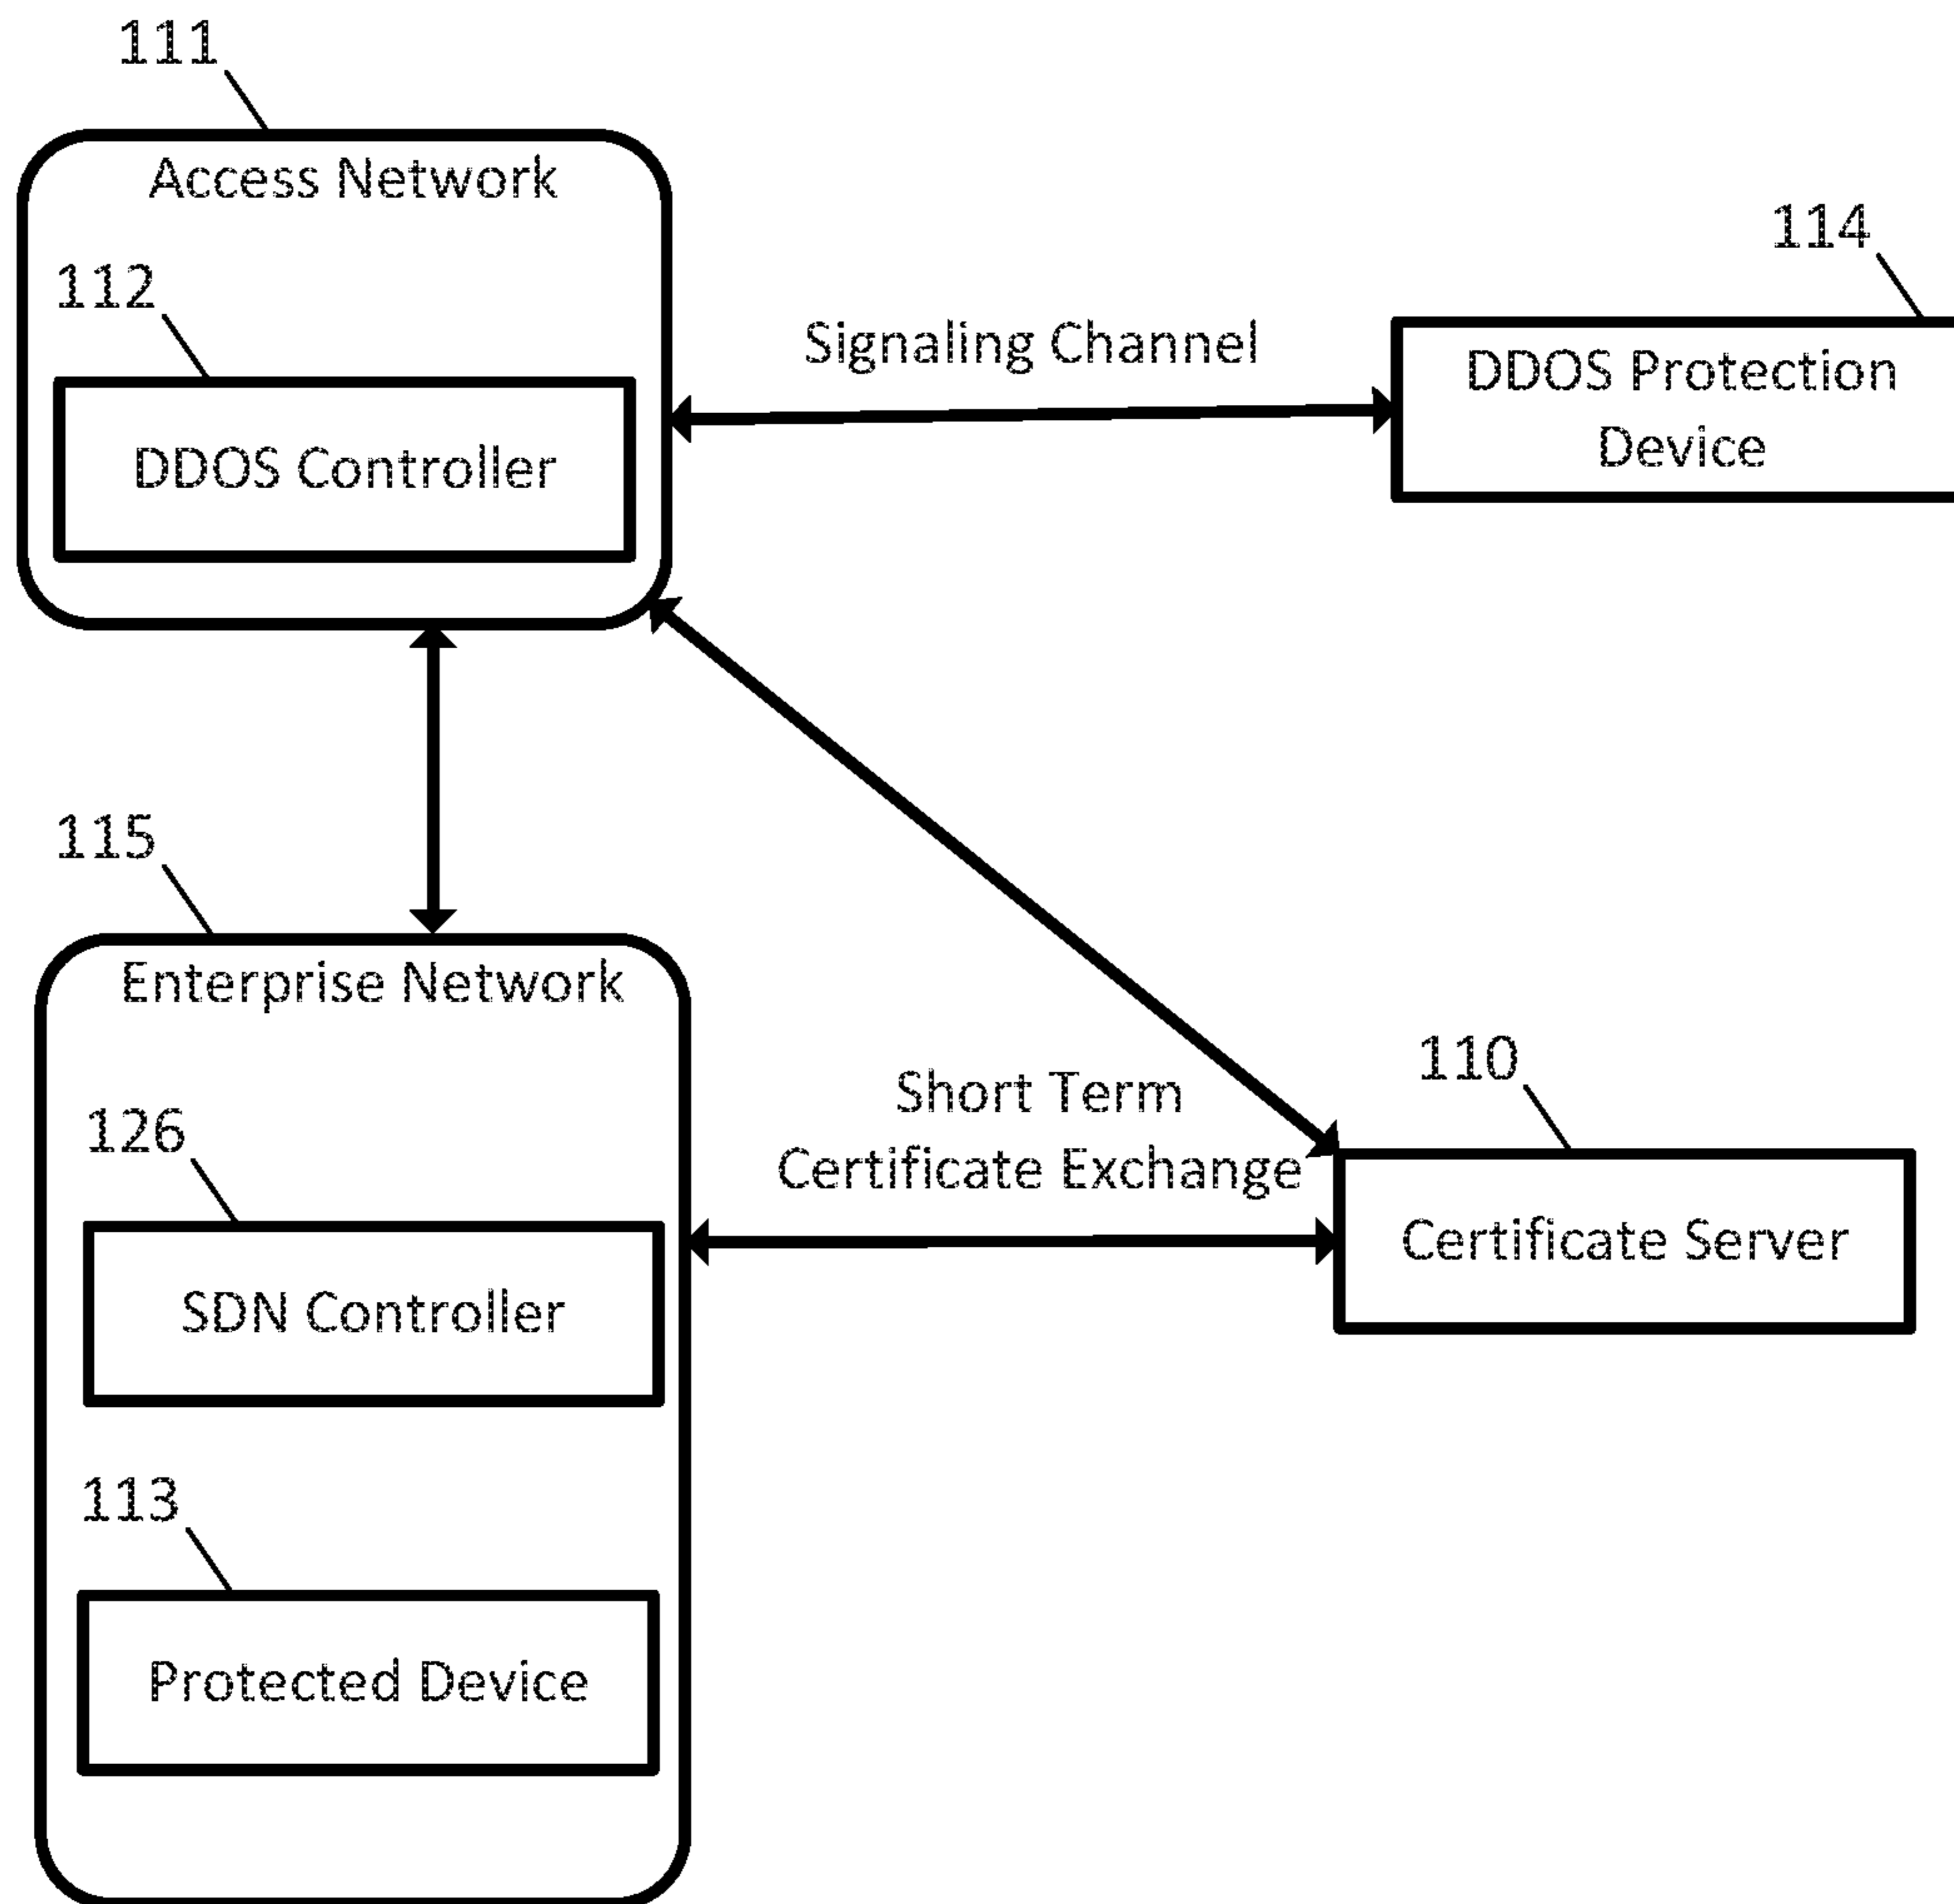 111
Access Network
112
DDOS Controller
Signaling Channel
114
DDOS Protection
Device
115
Enterprise Network
126
SDN Controller
113
Protected Device
Short Term
Certificate Exchange
110
Certificate Server